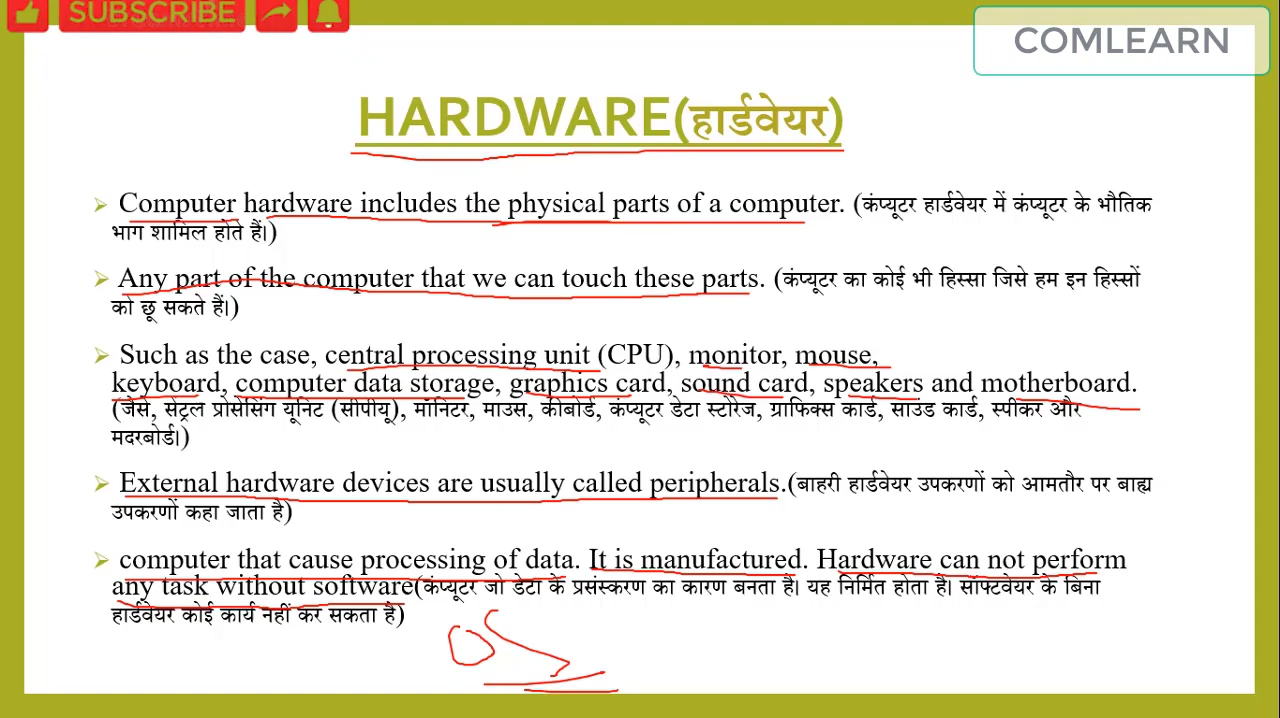 SUBSCRIBE
COMLEARN
HARDWARE(हार्डवेयर)
Computer hardware includes the physical parts of a computer. (कंप्यूटर हार्डवेयर में कंप्यूटर के भौतिक
भाग शामिल होते हैं।)
Any part of the computer that we can touch these parts. (कंप्यूटर का कोई भी हिस्सा जिसे हम इन हिस्सों
को छू सकते हैं।)
Such as the case, central processing unit (CPU), monitor, mouse,
keyboard, computer data storage, graphics card, sound card, speakers and motherboard.
(जैसे, सेंट्रल प्रोसेसिंग यूनिट (सीपीयू), मॉनिटर, माउस, कीबोर्ड, कंप्यूटर डेटा स्टोरेज, ग्राफिक्स कार्ड, साउंड कार्ड, स्पीकर और
मदरबोर्ड।)
External hardware devices are usually called peripherals.(बाहरी हार्डवेयर उपकरणों को आमतौर पर बाह्य
उपकरणों कहा जाता है)
computer that cause processing of data. It is manufactured. Hardware can not perform
any task without software(कंप्यूटर जो डेटा के प्रसंस्करण का कारण बनता है। यह निर्मित होता है। सॉफ्टवेयर के बिना
हार्डवेयर कोई कार्य नहीं कर सकता है)
OS